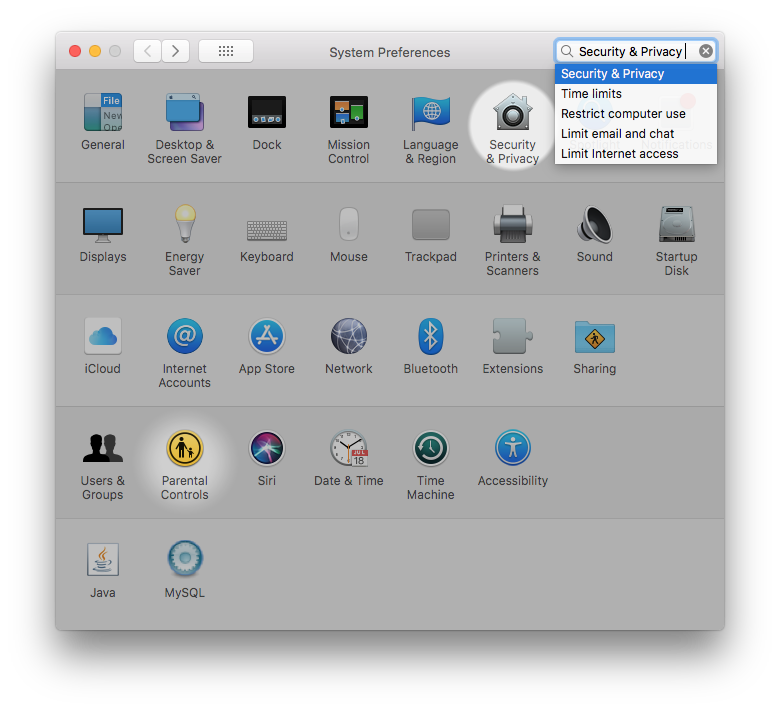 System Preferences
Security & Privacy
Security & Privacy
Time limits
Restrict computer use
Limit email and chat
Limit Internet access
File
New
Ope
General
Desktop &
Screen Saver
Dock
Mission
Control
Language
& Region
Security
& Privacy
Notifications
Displays
Energy
Saver
Keyboard
Mouse
Trackpad
Printers &
Scanners
Sound
Startup
Disk
iCloud
@
Internet
Accounts
App Store
Network
Bluetooth
Extensions
Sharing
Users &
Groups
Parental
Controls
Siri
JUL
18
Date & Time
Time
Machine
Accessibility
Java
MySQL